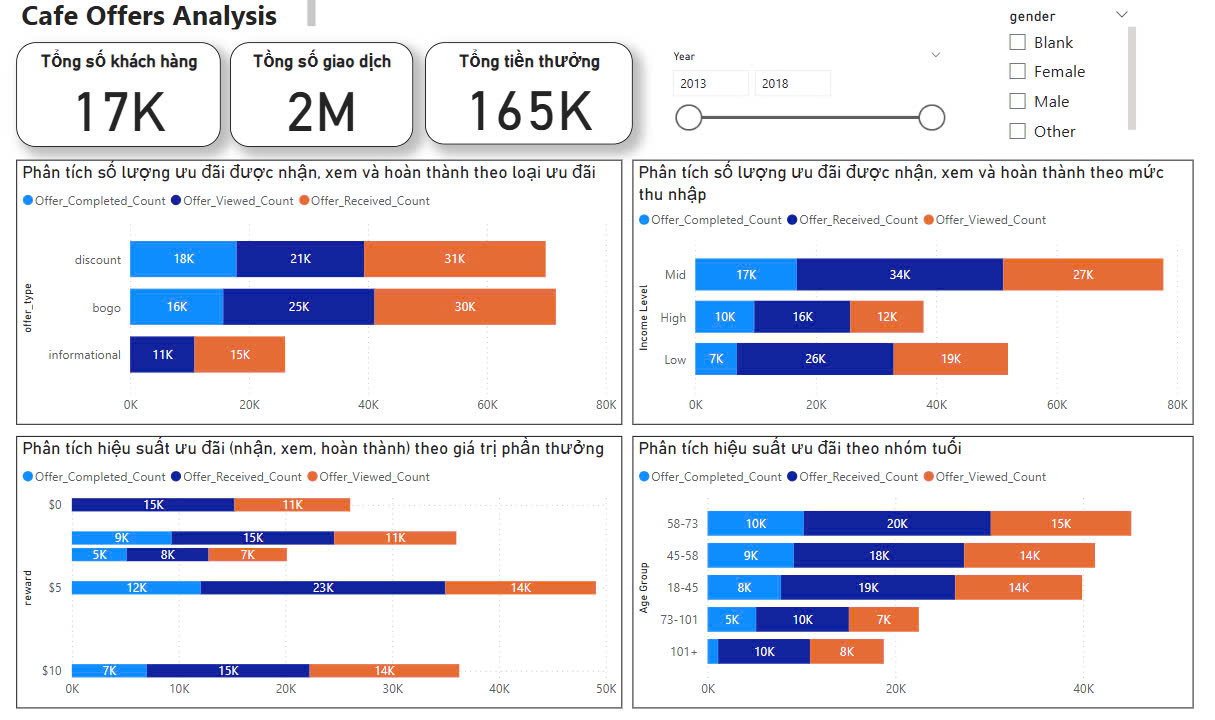 Cafe Offers Analysis
Tổng số khách hàng
17K
Tổng số giao dịch
2M
Tổng tiền thưởng
165K
Year
2013
2018
gender
Blank
Female
Male
Other
Phân tích số lượng ưu đãi được nhận, xem và hoàn thành theo loại ưu đãi
Offer_Completed_Count Offer_Viewed_Count Offer_Received_Count
offer_type
discount 18K 21K 31K
bogo 16K 25K 30K
informational 11K 15K
0K 20K 40K 60K 80K
Phân tích số lượng ưu đãi được nhận, xem và hoàn thành theo mức
thu nhập
Offer_Completed_Count Offer_Received_Count Offer_Viewed_Count
Income Level
Mid 17K 34K 27K
High 10K 16K 12K
Low 7K 26K 19K
0K 20K 40K 60K 80K
Phân tích hiệu suất ưu đãi (nhận, xem, hoàn thành) theo giá trị phần thưởng
Offer_Completed_Count Offer_Received_Count Offer_Viewed_Count
reward
$0 15K 11K
9K 15K 11K
5K 8K 7K
$5 12K 23K 14K
$10 7K 15K 14K
0K 10K 20K 30K 40K 50K
Phân tích hiệu suất ưu đãi theo nhóm tuổi
Offer_Completed_Count Offer_Received_Count Offer_Viewed_Count
Age Group
58-73 10K 20K 15K
45-58 9K 18K 14K
18-45 8K 19K 14K
73-101 5K 10K 7K
101+ 10K 8K
0K 20K 40K